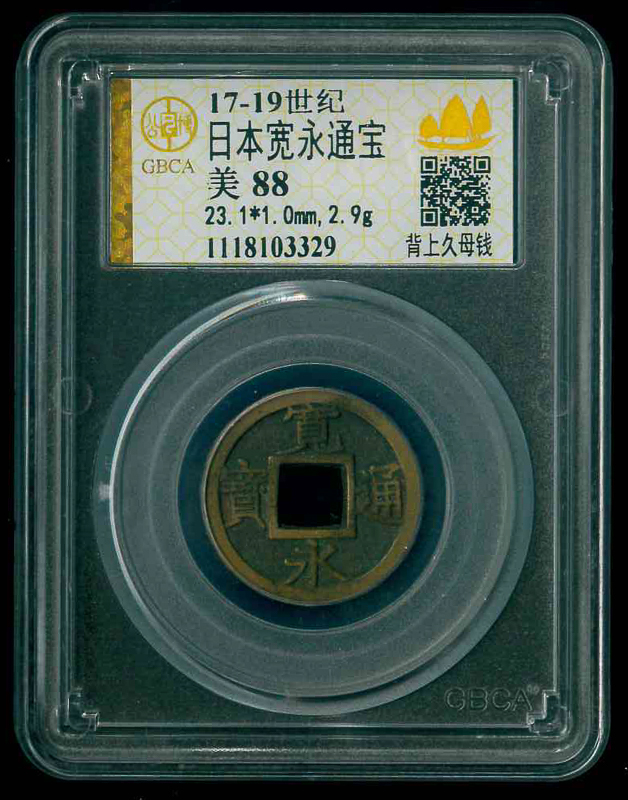 17-19世纪
日本宽永通宝
美 88
23.1*1.0mm, 2.9g
1118103329
GBCA
背上久母钱
寛
永
通
寳
GBCA